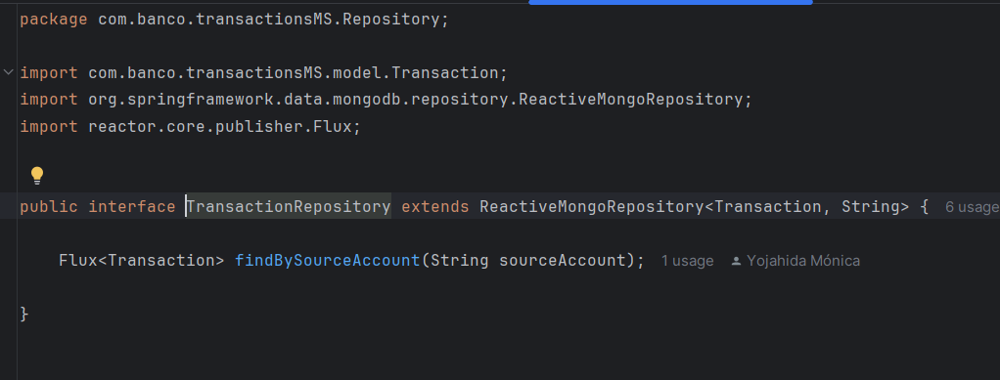 package com.banco.transactionsMS.Repository;
import com.banco.transactionsMS.model.Transaction;
import org.springframework.data.mongodb.repository.ReactiveMongoRepository;
import reactor.core.publisher.Flux;
public interface TransactionRepository extends ReactiveMongoRepository<Transaction, String> { 6 usage
Flux<Transaction> findBySourceAccount(String sourceAccount); 1 usage Yojahida Mónica
}